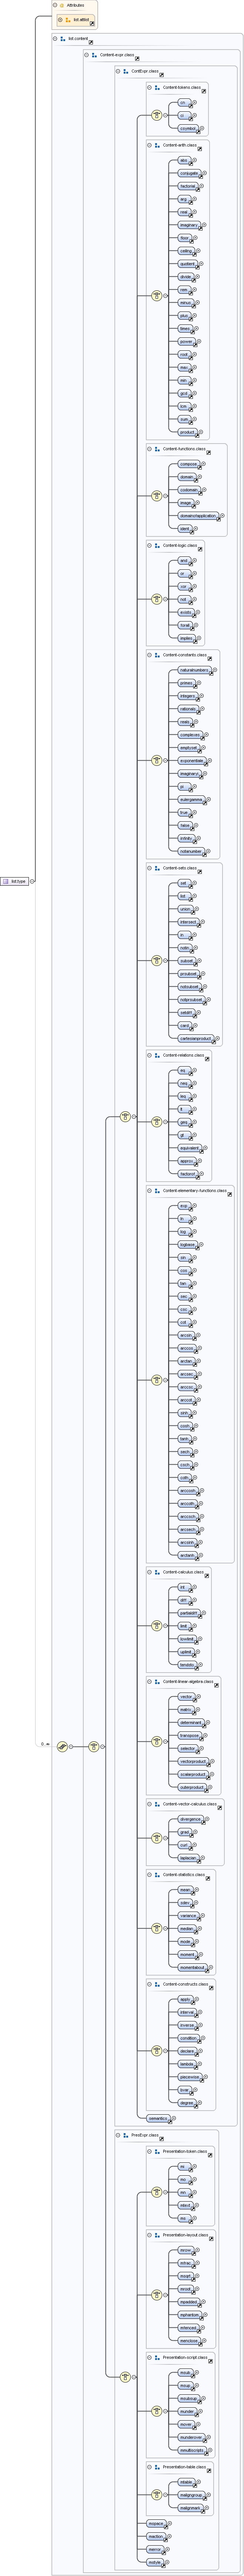 Attributes
list.attlist
list.content
Content-expr.class
ContExpr.class
Content-tokens.class
cn
ci
csymbol
Content-arith.class
abs
conjugate
factorial
arg
real
imaginary
floor
ceiling
quotient
divide
rem
minus
plus
times
power
root
max
min
gcd
lcm
sum
product
Content-functions.class
compose
domain
codomain
image
domainofapplication
ident
Content-logic.class
and
or
xor
not
exists
forall
implies
Content-constants.class
naturalnumbers
primes
integers
rationals
reals
complexes
emptyset
exponentiale
imaginaryi
pi
eulergamma
true
false
infinity
notanumber
list.type
Content-sets.class
set
list
union
intersect
in
notin
subset
prsubset
notsubset
notprsubset
setdiff
card
cartesianproduct
Content-relations.class
eq
neq
leq
lt
geq
gt
equivalent
approx
factorof
Content-elementary-functions.class
exp
ln
log
logbase
sin
cos
tan
sec
csc
cot
arcsin
arccos
arctan
arcsec
arccsc
arccot
sinh
cosh
tanh
sech
csch
coth
arccosh
arccoth
arccsch
arcsech
arcsinh
arctanh
Content-calculus.class
int
diff
partialdiff
limit
lowlimit
uplimit
tendsto
Content-linear-algebra.class
vector
matrix
determinant
transpose
selector
vectorproduct
scalarproduct
outerproduct
0..∞
Content-vector-calculus.class
divergence
grad
curl
laplacian
Content-statistics.class
mean
sdev
variance
median
mode
moment
momentabout
Content-constructs.class
apply
interval
inverse
condition
declare
lambda
piecewise
bvar
degree
semantics
PresExpr.class
Presentation-token.class
mi
mo
mn
mtext
ms
Presentation-layout.class
mrow
mfrac
msqrt
mroot
mpadded
mphantom
mfenced
menclose
Presentation-script.class
msub
msup
msubsup
munder
mover
munderover
mmultiscripts
Presentation-table.class
mtable
maligngroup
malignmark
mspace
maction
merror
mstyle